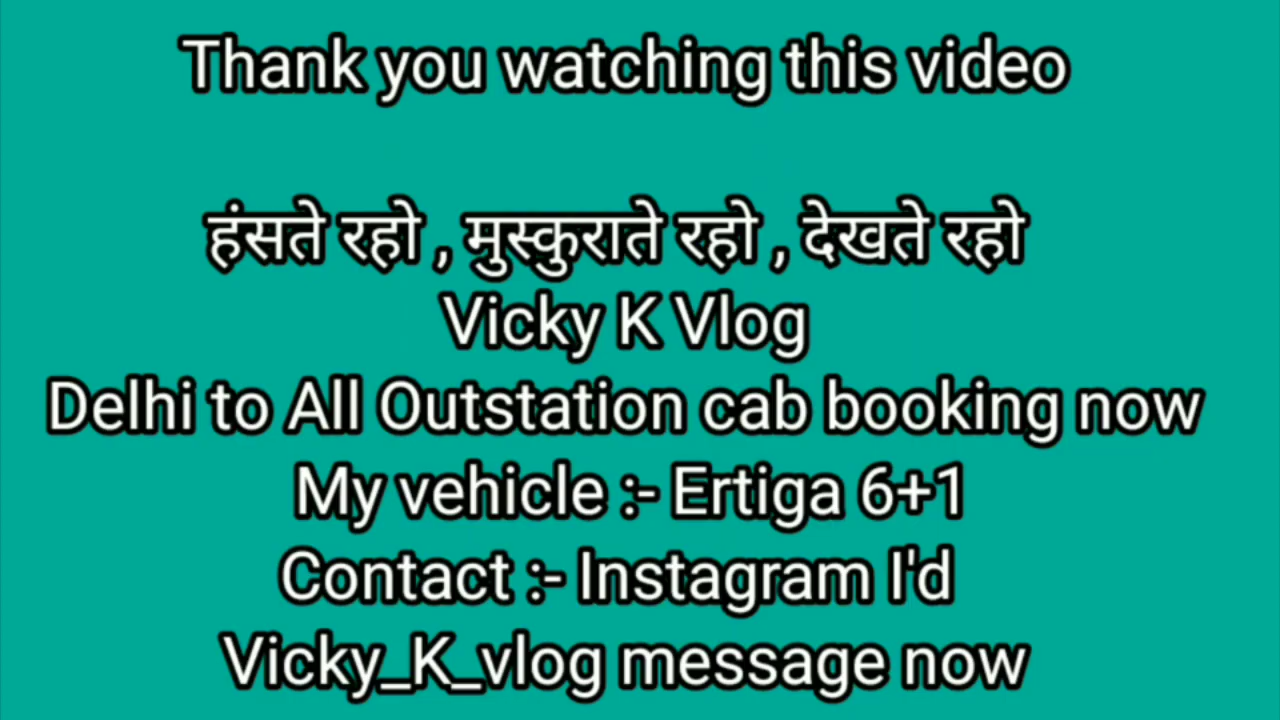 Thank you watching this video
हंसते रहो , मुस्कुराते रहो , देखते रहो
Vicky K Vlog
Delhi to All Outstation cab booking now
My vehicle :- Ertiga 6+1
Contact :- Instagram I'd
Vicky_K_vlog message now